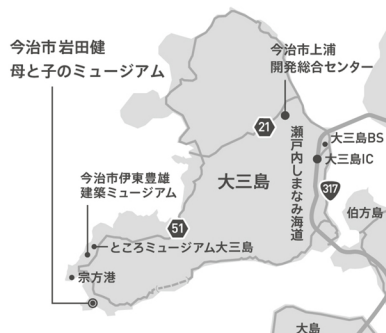 今治市 岩田健
母と子のミュージアム
今治市上浦
開発総合センター
21
瀬戸内しまなみ海道
大三島BS
大三島IC
大三島
317
今治市伊東豊雄
建築ミュージアム
伯方島
51
ところミュージアム大三島
宗方港
大島